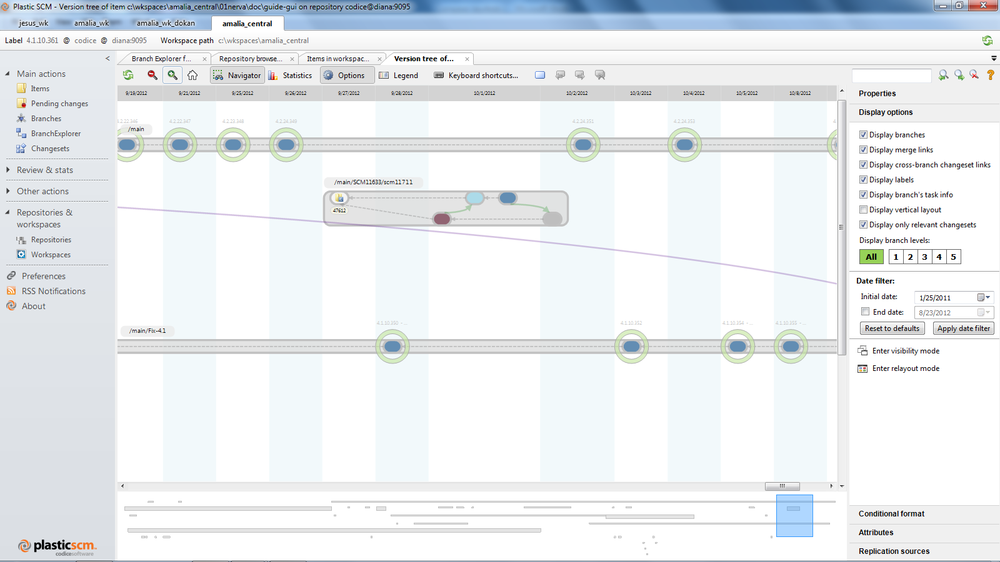 Plastic SCM - Version tree of item c:\wkspaces\amalia_central\01nerva\doc\guide-gui on repository codice@diana:9095
jesus_wk amalia_wk amalia_wk_dokan amalia_central
Label 4.1.10.361 @ codice @ diana:9095 Workspace path c:\wkspaces\amalia_central
<
Main actions
Items
Pending changes
Branches
BranchExplorer
Changesets
Review & stats
Other actions
Repositories &
workspaces
Repositories
Workspaces
Preferences
RSS Notifications
About
plasticscm
codicesoftware
Branch Explorer f... × Repository browse... × Items in workspac... × Version tree of... ×
Navigator Statistics Options Legend Keyboard shortcuts...
9/19/2012 9/21/2012 9/25/2012 9/26/2012 9/27/2012 9/28/2012 10/1/2012 10/2/2012 10/3/2012 10/4/2012 10/5/2012 10/8/2012
.2.22.346 4.2.22.347 4.2.23.348 4.2.24.349 4.2.24.351 4.2.24.353 4.
/main
/main/SCM11633/scm11711
47612
4.1.10.350 -... 4.1.10.352 4.1.10.354 -... 4.1.10.355 -...
/main/Fix-4.1
?
Properties
Display options
Display branches
Display merge links
Display cross-branch changeset links
Display labels
Display branch's task info
Display vertical layout
Display only relevant changesets
Display branch levels:
All 1 2 3 4 5
Date filter:
Initial date: 1/25/2011
End date: 8/23/2012
Reset to defaults Apply date filter
Enter visibility mode
Enter relayout mode
Conditional format
Attributes
Replication sources